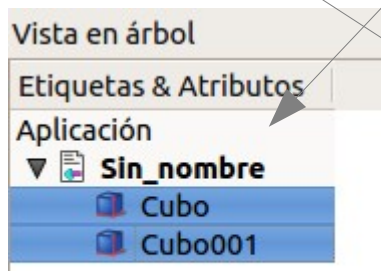 Vista en árbol
Etiquetas & Atributos
Aplicación
Sin_nombre
Cubo
Cubo001